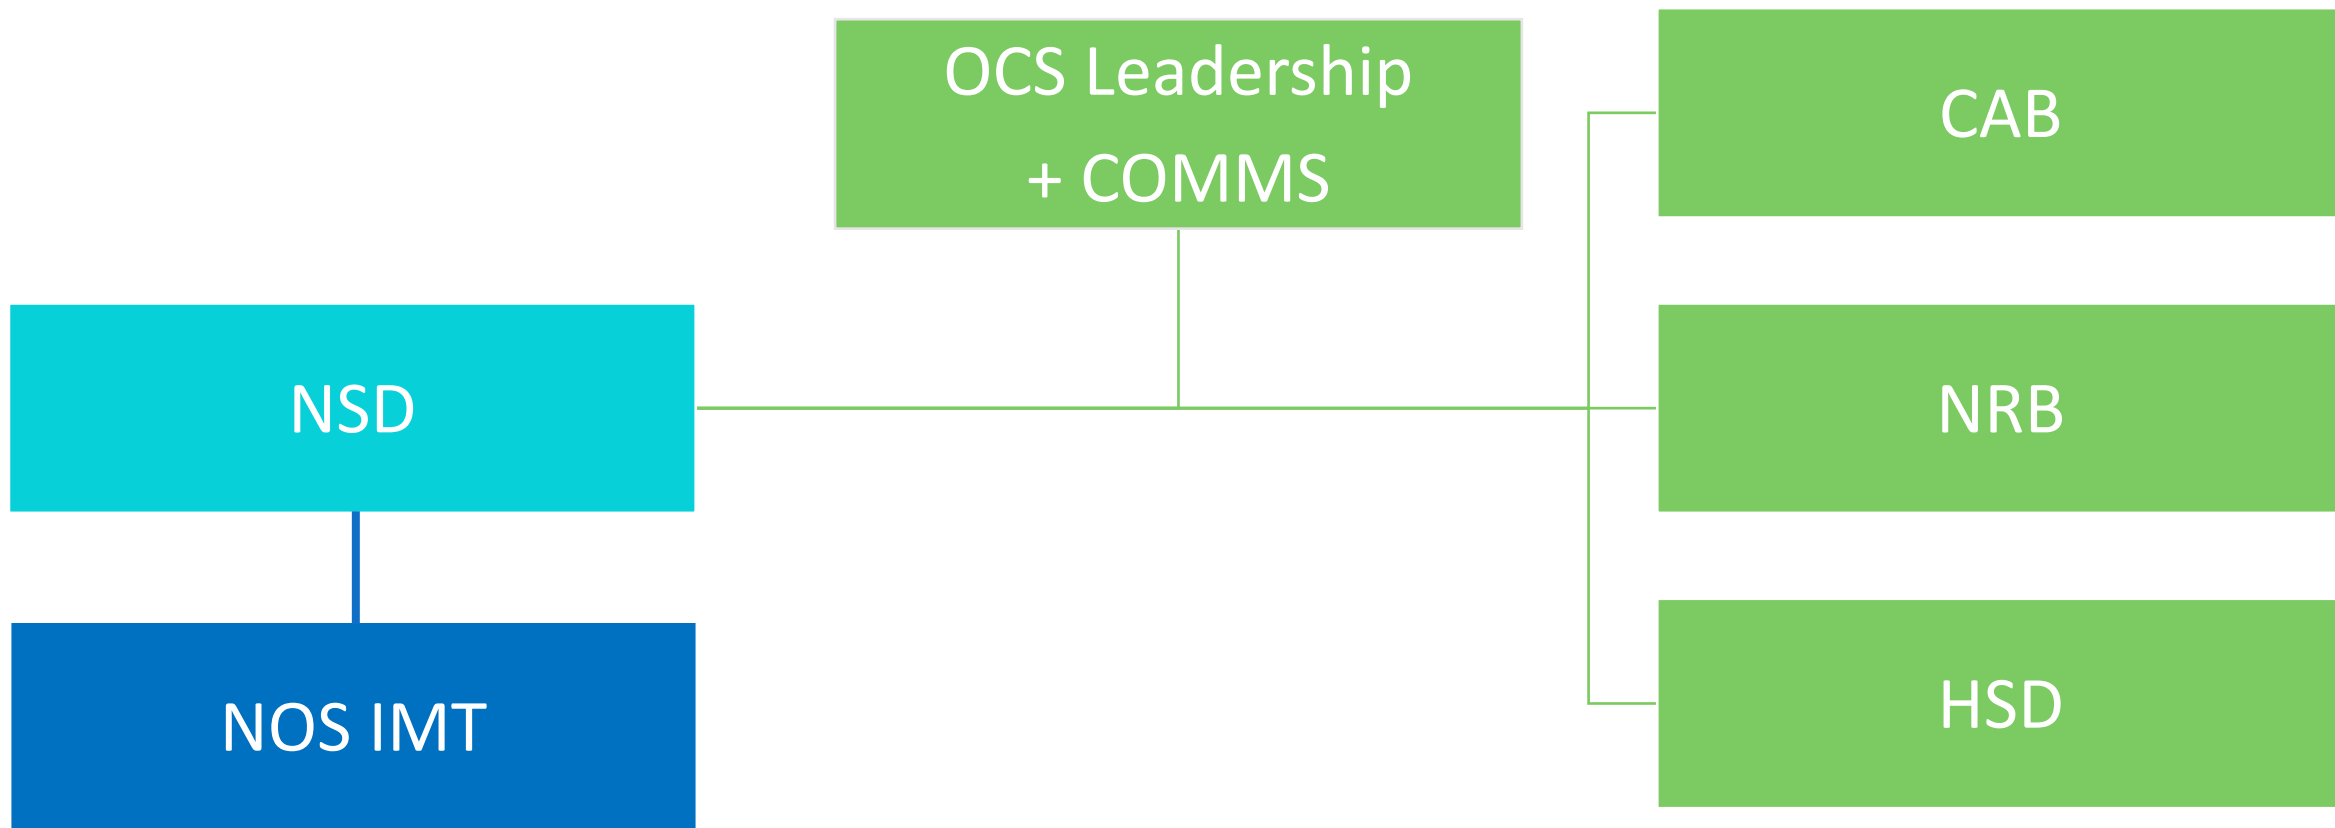 OCS Leadership
+ COMMS
CAB
NSD
NRB
NOS IMT
HSD